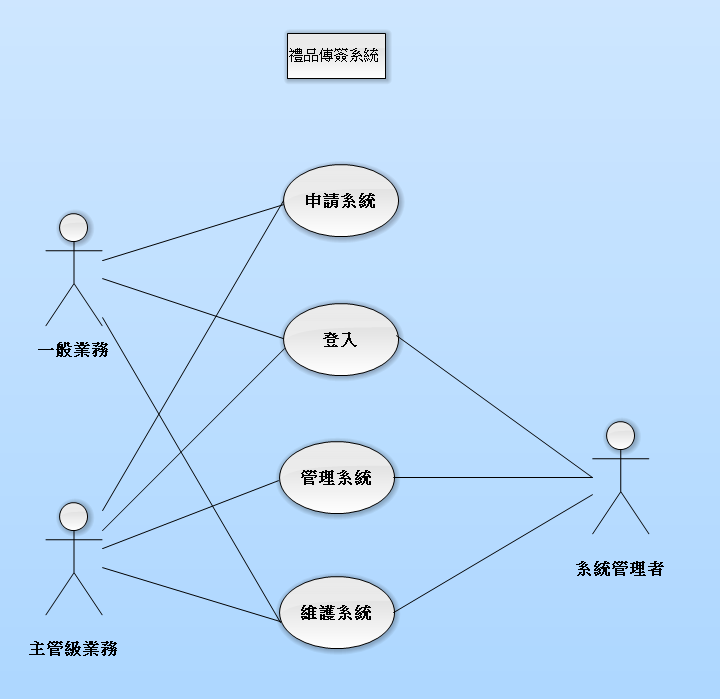 禮品傳簽系統
申請系統
登入
一般業務
管理系統
系統管理者
維護系統
主管級業務